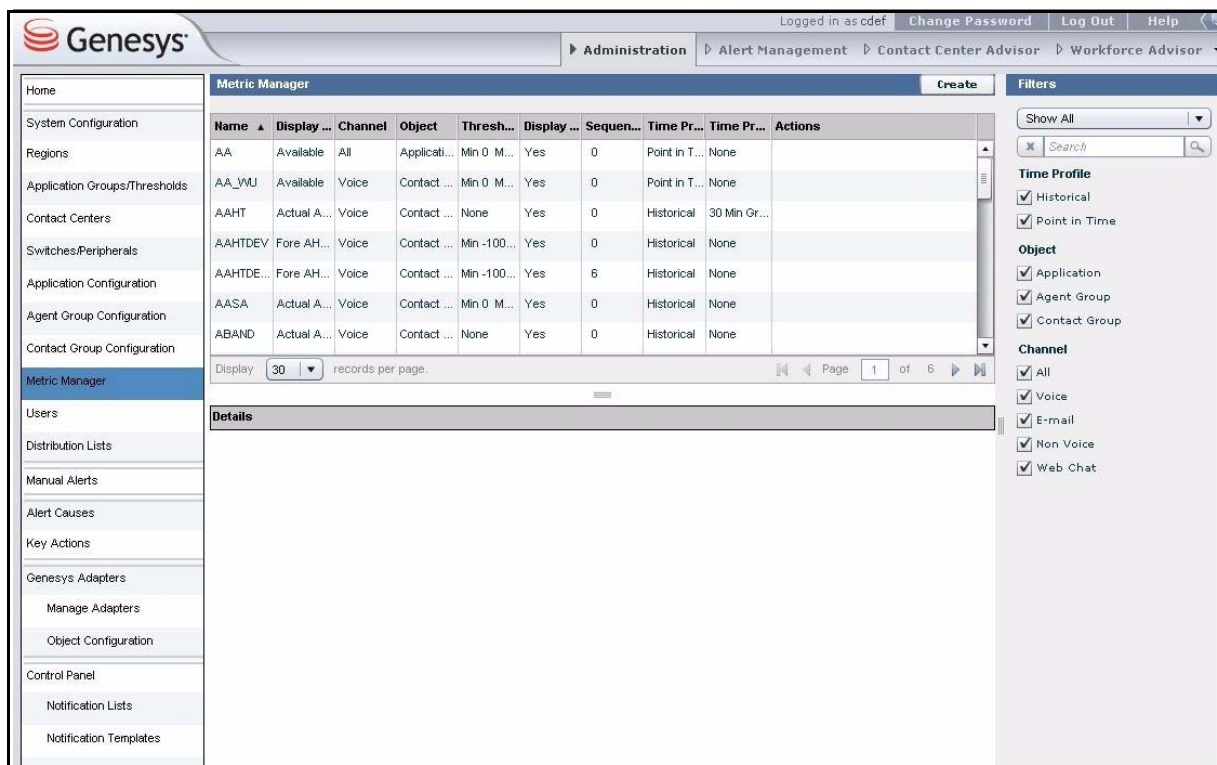 Logged in as cdef Change Password Log Out Help
Genesys
Administration Alert Management Contact Center Advisor Workforce Advisor
Home
System Configuration
Regions
Application Groups/Thresholds
Contact Centers
Switches/Peripherals
Application Configuration
Agent Group Configuration
Contact Group Configuration
Metric Manager
Users
Distribution Lists
Manual Alerts
Alert Causes
Key Actions
Genesys Adapters
Manage Adapters
Object Configuration
Control Panel
Notification Lists
Notification Templates
Metric Manager Create
Name Display ... Channel Object Thresh... Display ... Sequen... Time Pr... Time Pr... Actions
AA Available All Applicati... Min 0 M... Yes 0 Point in T... None
AA_WU Available Voice Contact ... Min 0 M... Yes 0 Point in T... None
AAHT Actual A... Voice Contact ... None Yes 0 Historical 30 Min Gr...
AAHTDEV Fore AH... Voice Contact ... Min -100... Yes 0 Historical None
AAHTDE... Fore AH... Voice Contact ... Min -100... Yes 6 Historical None
AASA Actual A... Voice Contact ... Min 0 M... Yes 0 Historical None
ABAND Actual A... Voice Contact ... None Yes 0 Historical None
Display 30 records per page. Page 1 of 6
Details
Filters
Show All
Search
Time Profile
Historical
Point in Time
Object
Application
Agent Group
Contact Group
Channel
All
Voice
E-mail
Non Voice
Web Chat